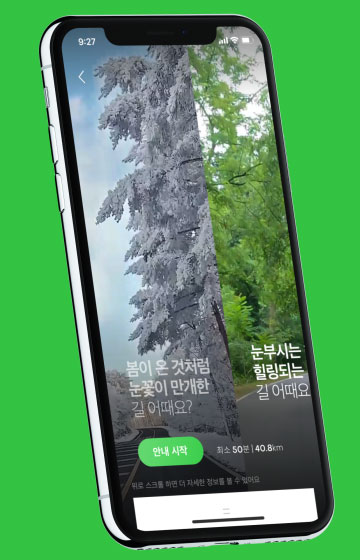 9:27
봄이 온 것처럼
눈꽃이 만개한
길 어때요?
눈부시는
힐링되는
길 어때요
안내 시작
최소 50분 | 40.8km
위로 스크롤 하면 더 자세한 정보를 볼 수 있어요